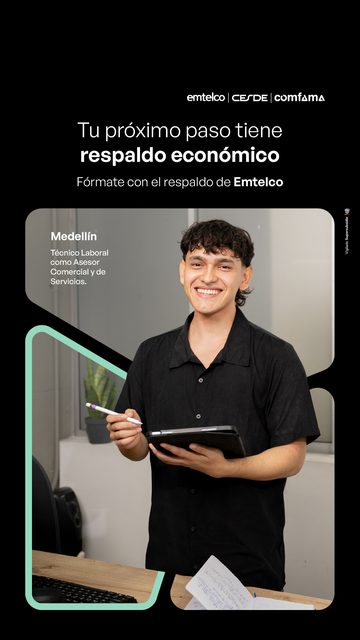 emtelco | CESDE | comfama
Tu próximo paso tiene
respaldo económico
Fórmate con el respaldo de Emtelco
Medellín
Técnico Laboral
como Asesor
Comercial y de
Servicios.